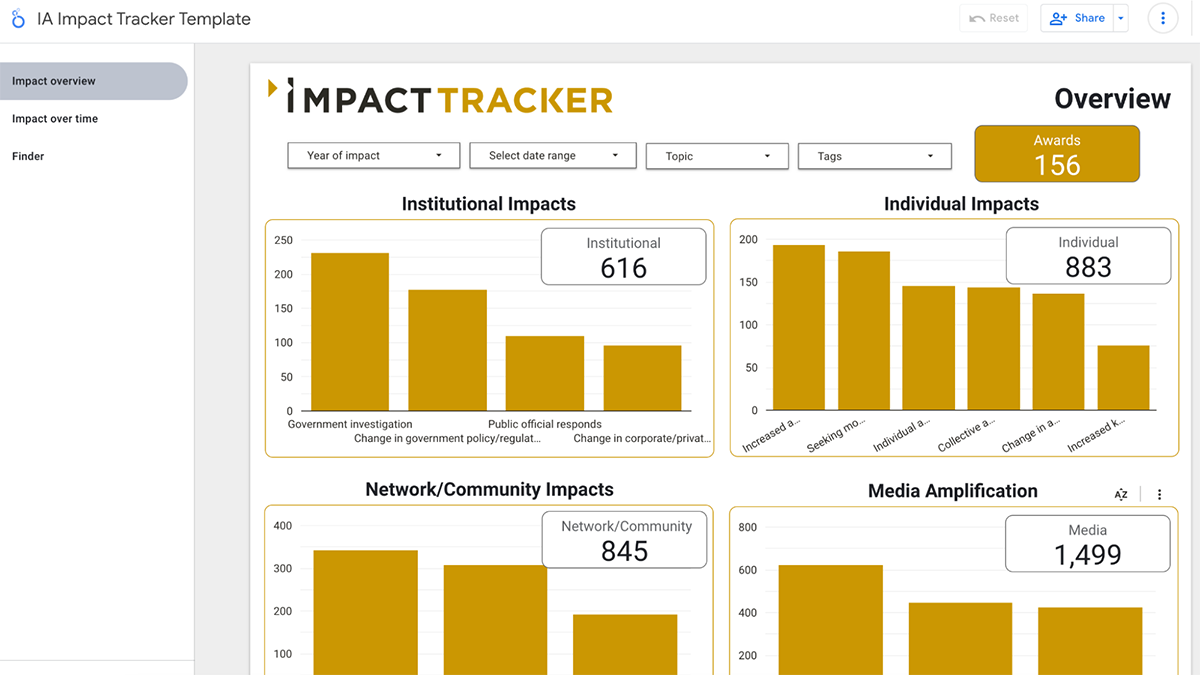 IA Impact Tracker Template
Reset
Share
Impact overview
Impact over time
Finder
IMPACT TRACKER
Overview
Year of impact
Select date range
Topic
Tags
Awards
156
Institutional Impacts
Institutional
616
250
200
150
100
50
0
Government investigation
Change in government policy/regulat...
Public official responds
Change in corporate/privat...
Individual Impacts
Individual
883
200
150
100
50
0
Increased a...
Seeking mo...
Individual a...
Collective a...
Change in a...
Increased k...
Network/Community Impacts
Network/Community
845
400
300
200
100
Media Amplification
AZ
Media
1,499
800
600
400
200